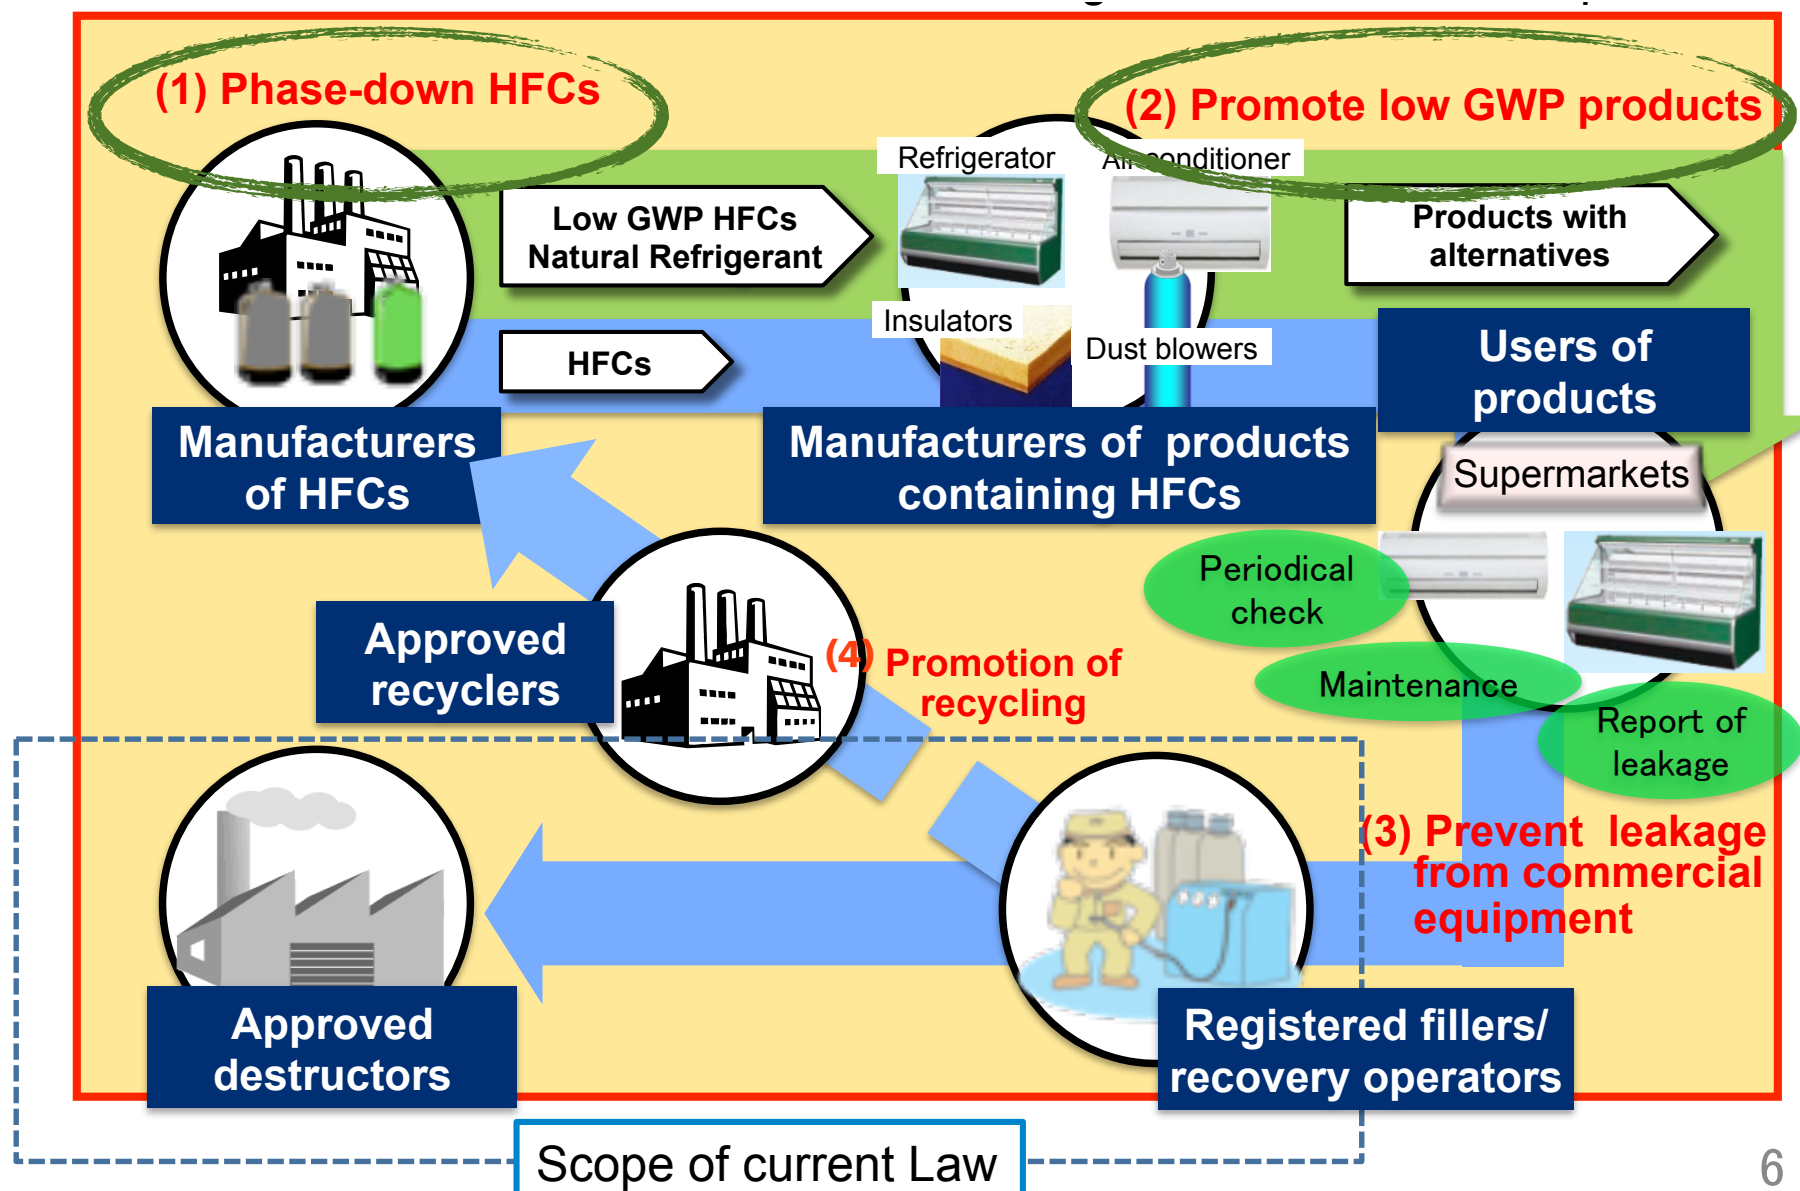 (1) Phase-down HFCs
(2) Promote low GWP products
Refrigerator
Air conditioner
Low GWP HFCs
Natural Refrigerant
Products with
alternatives
Insulators
Dust blowers
HFCs
Users of
products
Manufacturers
of HFCs
Manufacturers of products
containing HFCs
Supermarkets
Periodical
check
Approved
recyclers
(4) Promotion of
recycling
Maintenance
Report of
leakage
(3) Prevent leakage
from commercial
equipment
Approved
destructors
Registered fillers/
recovery operators
Scope of current Law
6